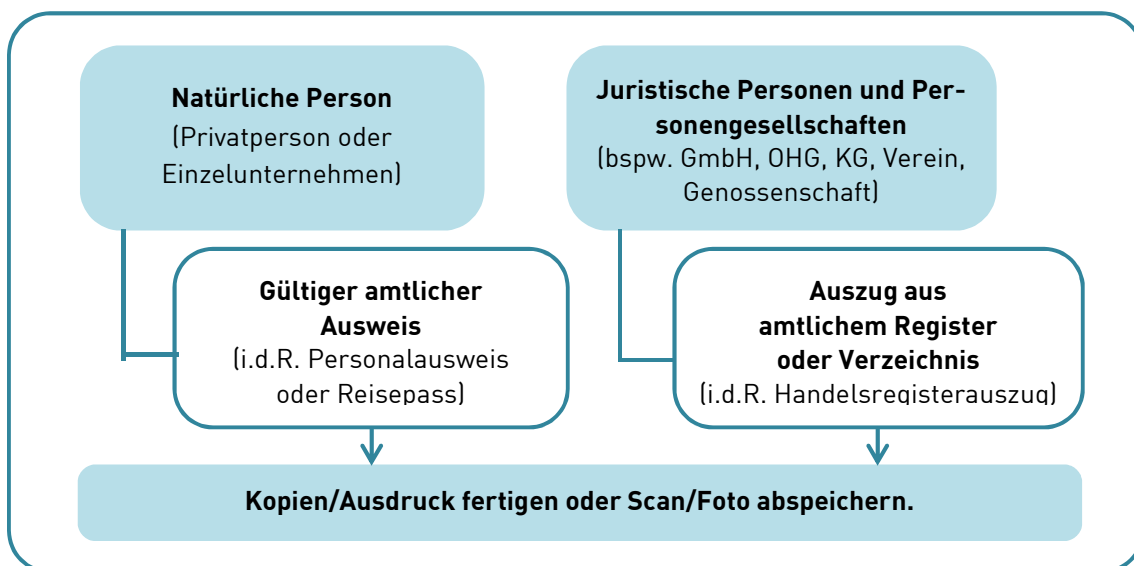 Natürliche Person
(Privatperson oder
Einzelunternehmen)
Juristische Personen und Per-
sonengesellschaften
(bspw. GmbH, OHG, KG, Verein,
Genossenschaft)
Gültiger amtlicher
Ausweis
(i.d.R. Personalausweis
oder Reisepass)
Auszug aus
amtlichem Register
oder Verzeichnis
(i.d.R. Handelsregisterauszug)
Kopien/Ausdruck fertigen oder Scan/Foto abspeichern.